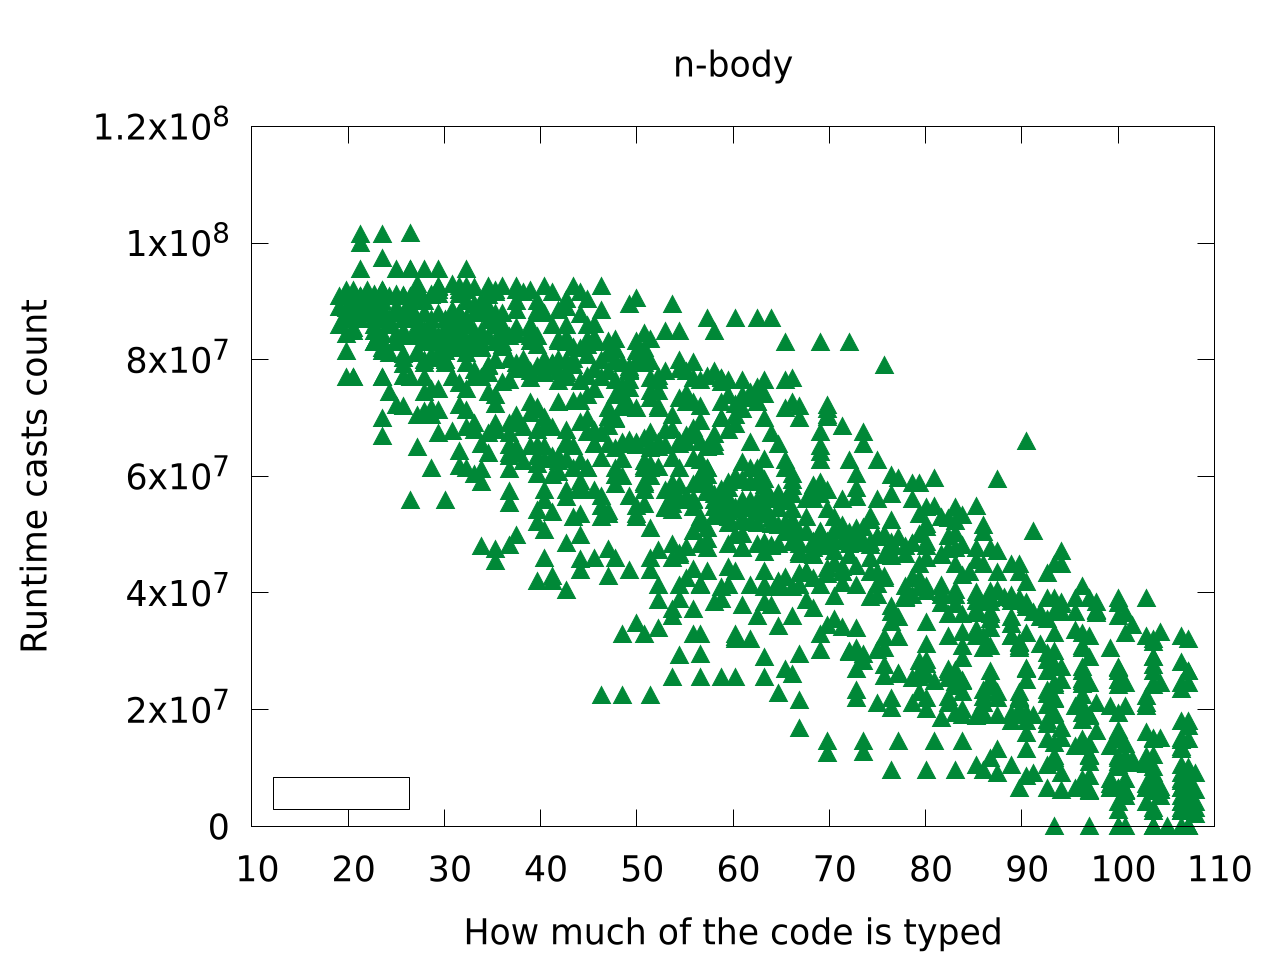 n-body
1.2x10^8
1x10^8
8x10^7
6x10^7
4x10^7
2x10^7
0
Runtime casts count
10 20 30 40 50 60 70 80 90 100 110
How much of the code is typed